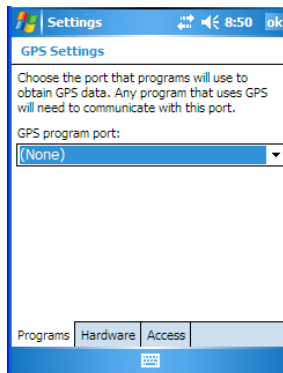 Settings 8:50 ok
GPS Settings
Choose the port that programs will use to
obtain GPS data. Any program that uses GPS
will need to communicate with this port.
GPS program port:
(None)
Programs Hardware Access